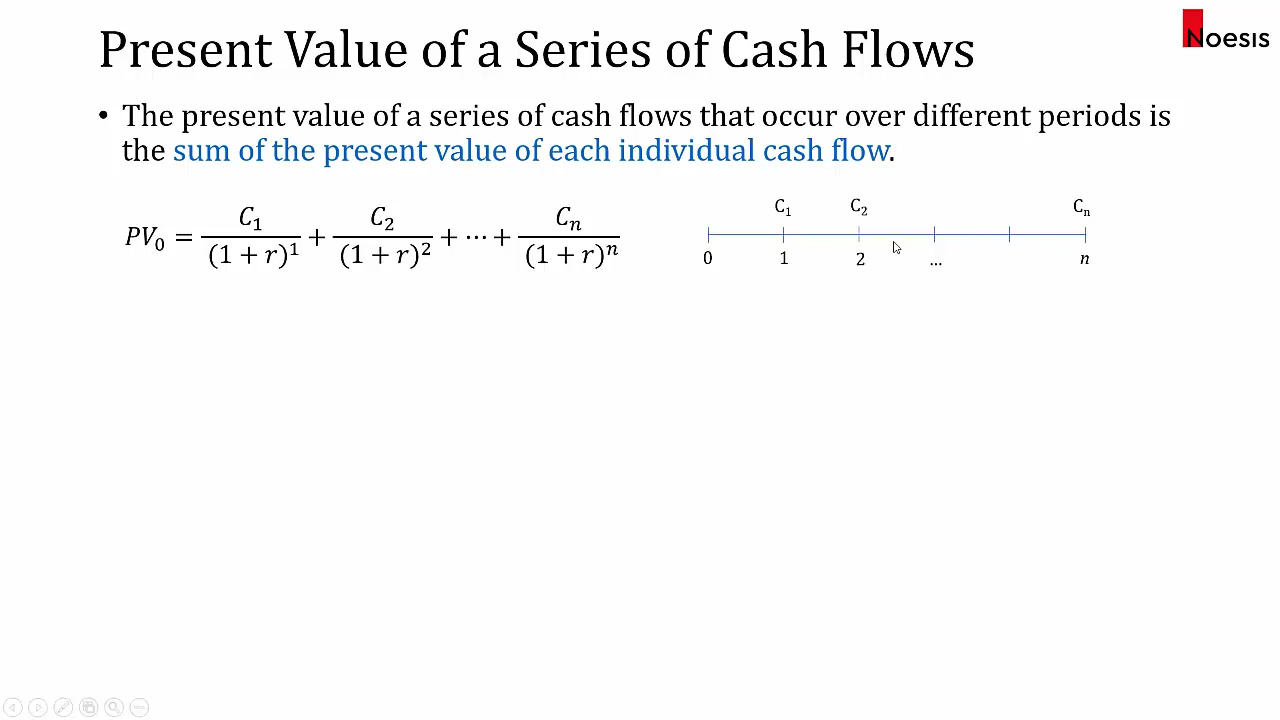 Present Value of a Series of Cash Flows
Noesis
• The present value of a series of cash flows that occur over different periods is
the sum of the present value of each individual cash flow.
PV₀ = C₁/(1 + r)¹ + C₂/(1 + r)² + ⋯ + Cₙ/(1 + r)ⁿ
C₁ C₂ Cₙ
0 1 2 ... n